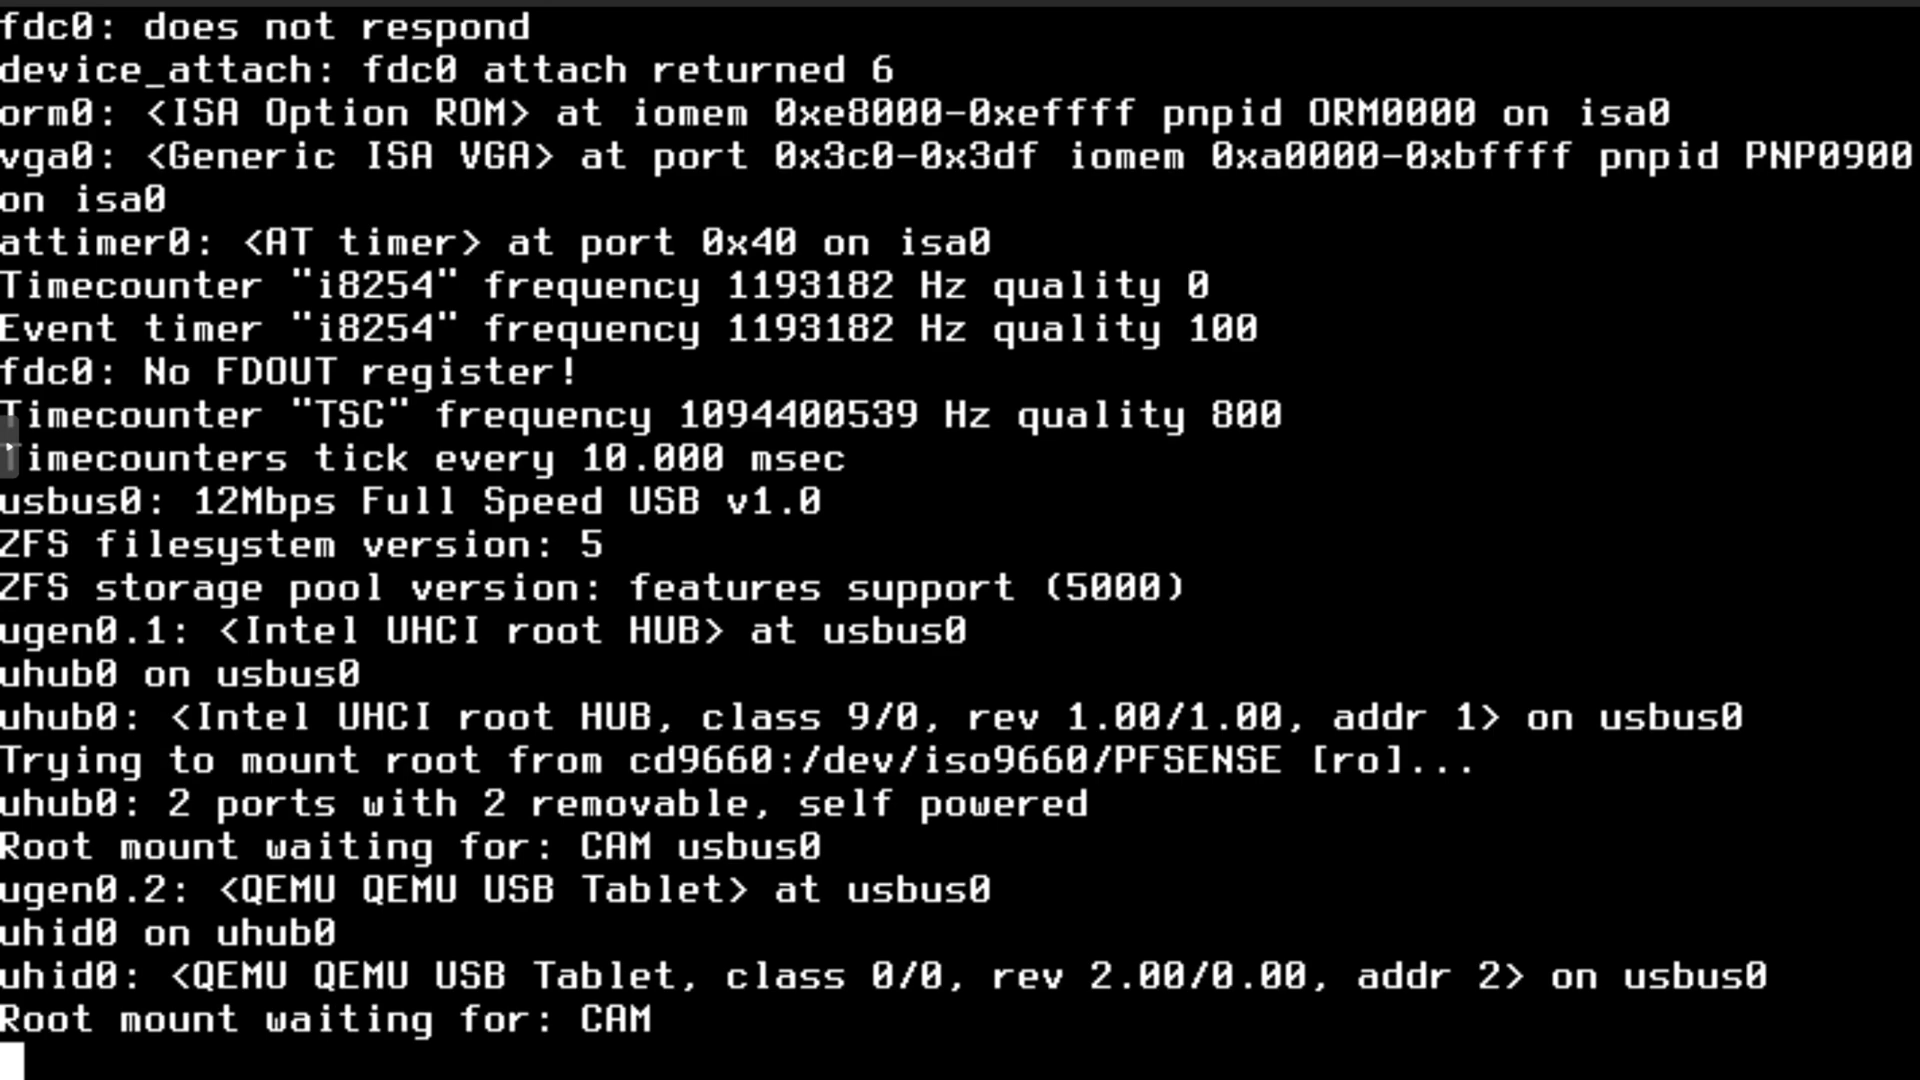 fdc0: does not respond
device_attach: fdc0 attach returned 6
orm0: <ISA Option ROM> at iomem 0xe8000-0xeffff pnpid ORM0000 on isa0
vga0: <Generic ISA VGA> at port 0x3c0-0x3df iomem 0xa0000-0xbffff pnpid PNP0900
on isa0
attimer0: <AT timer> at port 0x40 on isa0
Timecounter "i8254" frequency 1193182 Hz quality 0
Event timer "i8254" frequency 1193182 Hz quality 100
fdc0: No FDOUT register!
Timecounter "TSC" frequency 1094400539 Hz quality 800
Timecounters tick every 10.000 msec
usbus0: 12Mbps Full Speed USB v1.0
ZFS filesystem version: 5
ZFS storage pool version: features support (5000)
ugen0.1: <Intel UHCI root HUB> at usbus0
uhub0 on usbus0
uhub0: <Intel UHCI root HUB, class 9/0, rev 1.00/1.00, addr 1> on usbus0
Trying to mount root from cd9660:/dev/iso9660/PFSENSE [ro]...
uhub0: 2 ports with 2 removable, self powered
Root mount waiting for: CAM usbus0
ugen0.2: <QEMU QEMU USB Tablet> at usbus0
uhid0 on uhub0
uhid0: <QEMU QEMU USB Tablet, class 0/0, rev 2.00/0.00, addr 2> on usbus0
Root mount waiting for: CAM